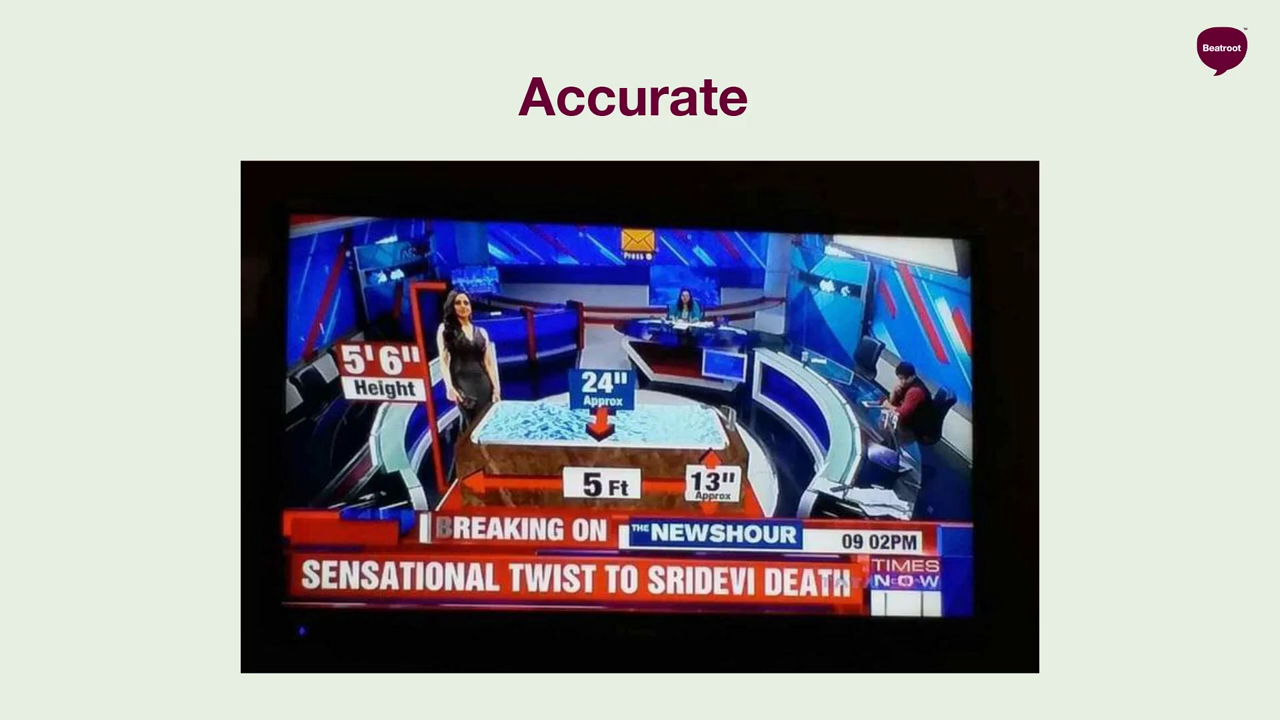 Beatroot
Accurate
Press
5'6"
Height
24"
Approx
5 Ft
13"
Approx
BREAKING ON THE NEWSHOUR
09 02PM
SENSATIONAL TWIST TO SRIDEVI DEATH
TIMES
NOW